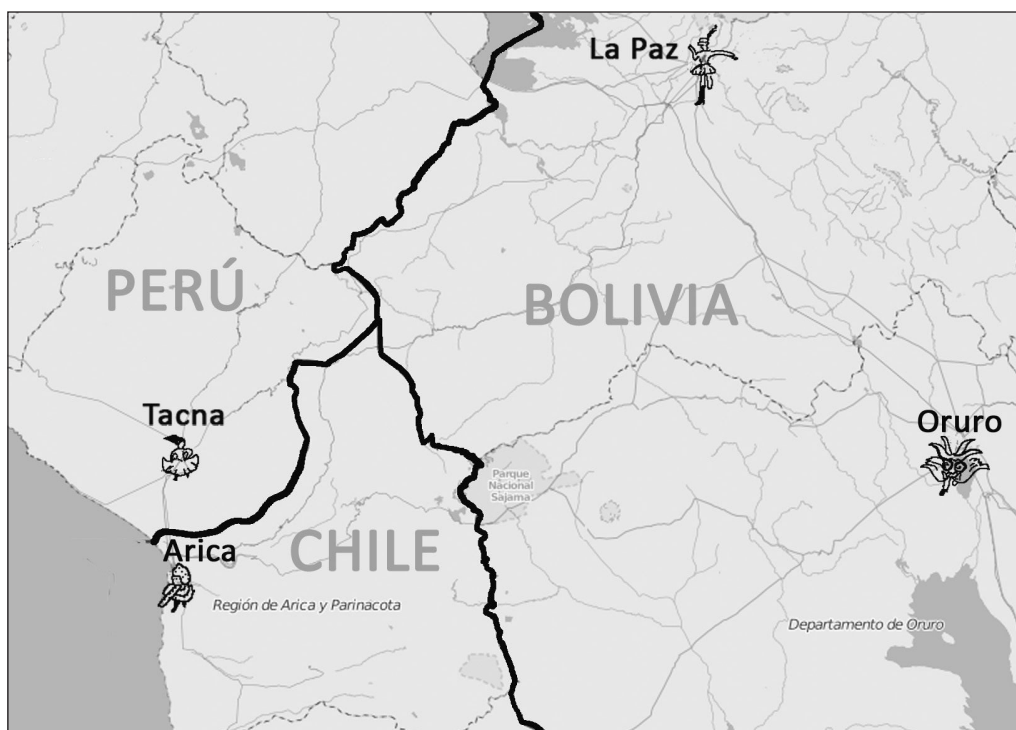 La Paz
PERÚ
BOLIVIA
Tacna
Oruro
Parque
Nacional
Sajama
Arica
CHILE
Región de Arica y Parinacota
Departamento de Oruro